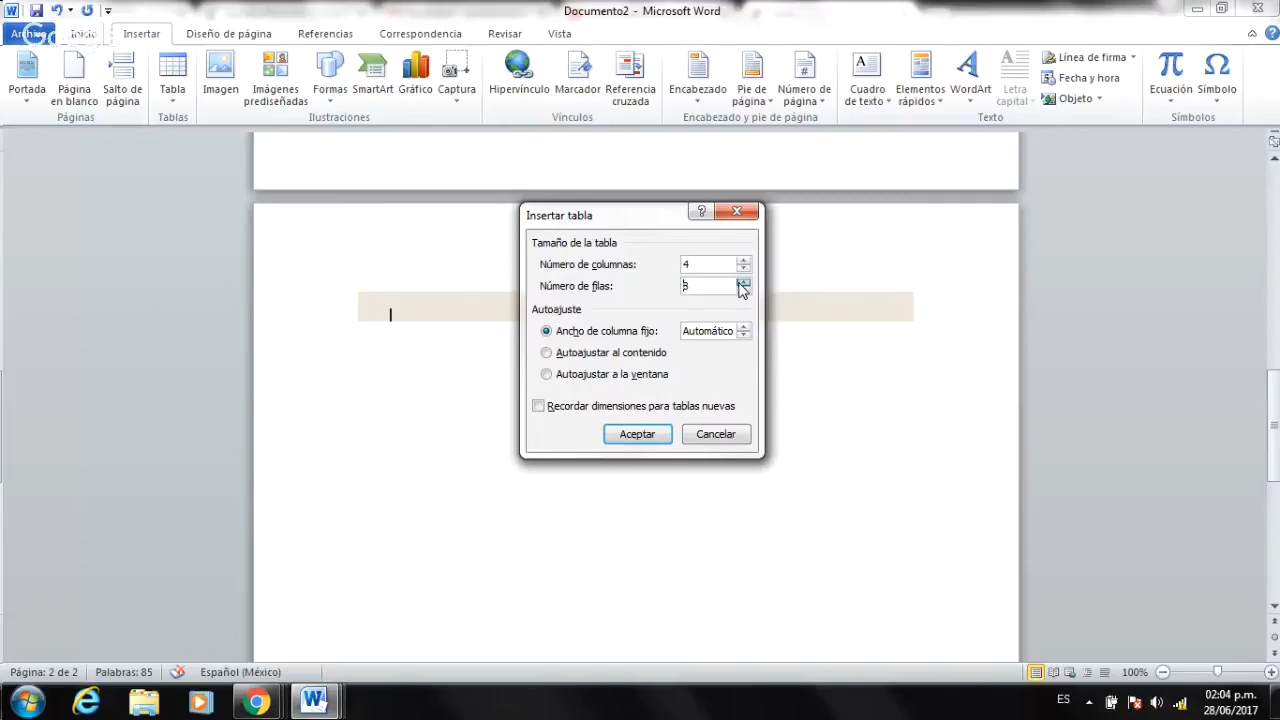 Documento2 - Microsoft Word
Archivo Inicio Insertar Diseño de página Referencias Correspondencia Revisar Vista
Portada Página en blanco Salto de página Tabla Imagen Imágenes prediseñadas Formas SmartArt Gráfico Captura Hipervínculo Marcador Referencia cruzada Encabezado Pie de página Número de página Cuadro de texto Elementos rápidos WordArt Letra capital Línea de firma Fecha y hora Objeto Ecuación Símbolo
Páginas Tablas Ilustraciones Vínculos Encabezado y pie de página Texto Símbolos
Insertar tabla
Tamaño de la tabla
Número de columnas: 4
Número de filas: 3
Autoajuste
Ancho de columna fijo: Automático
Autoajustar al contenido
Autoajustar a la ventana
Recordar dimensiones para tablas nuevas
Aceptar Cancelar
Página: 2 de 2 Palabras: 85 Español (México) 100%
ES 02:04 p.m.
28/06/2017